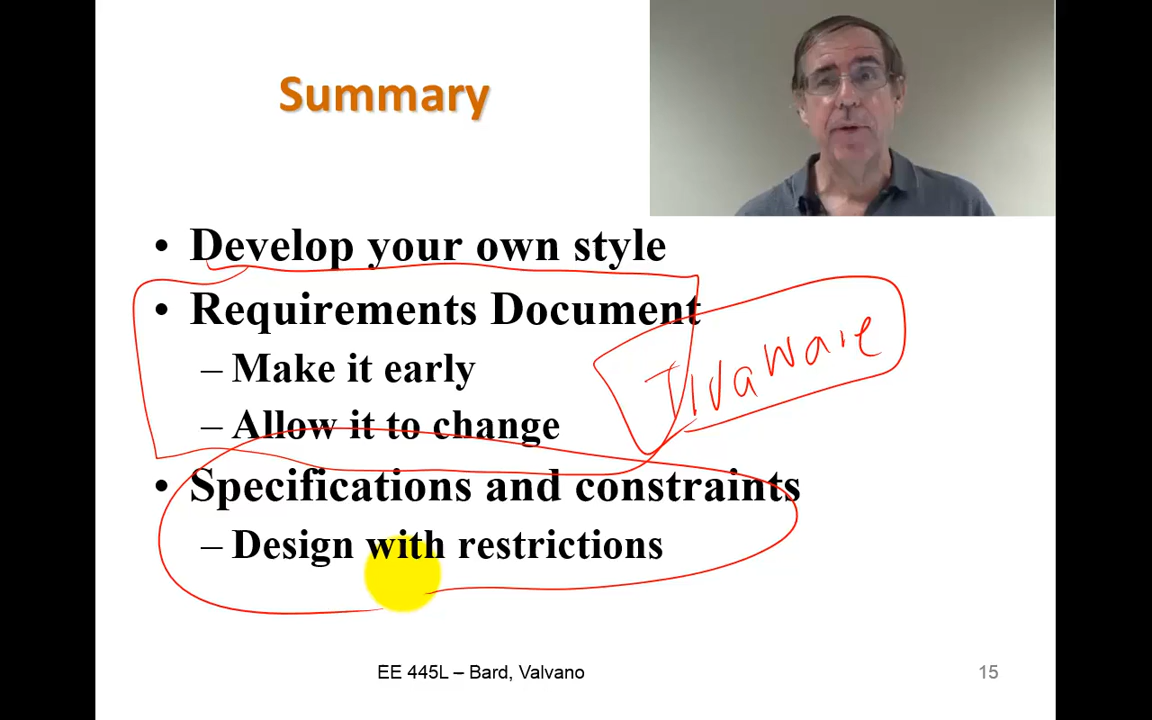 Summary
• Develop your own style
• Requirements Document
– Make it early
– Allow it to change
Tivaware
• Specifications and constraints
– Design with restrictions
EE 445L – Bard, Valvano
15